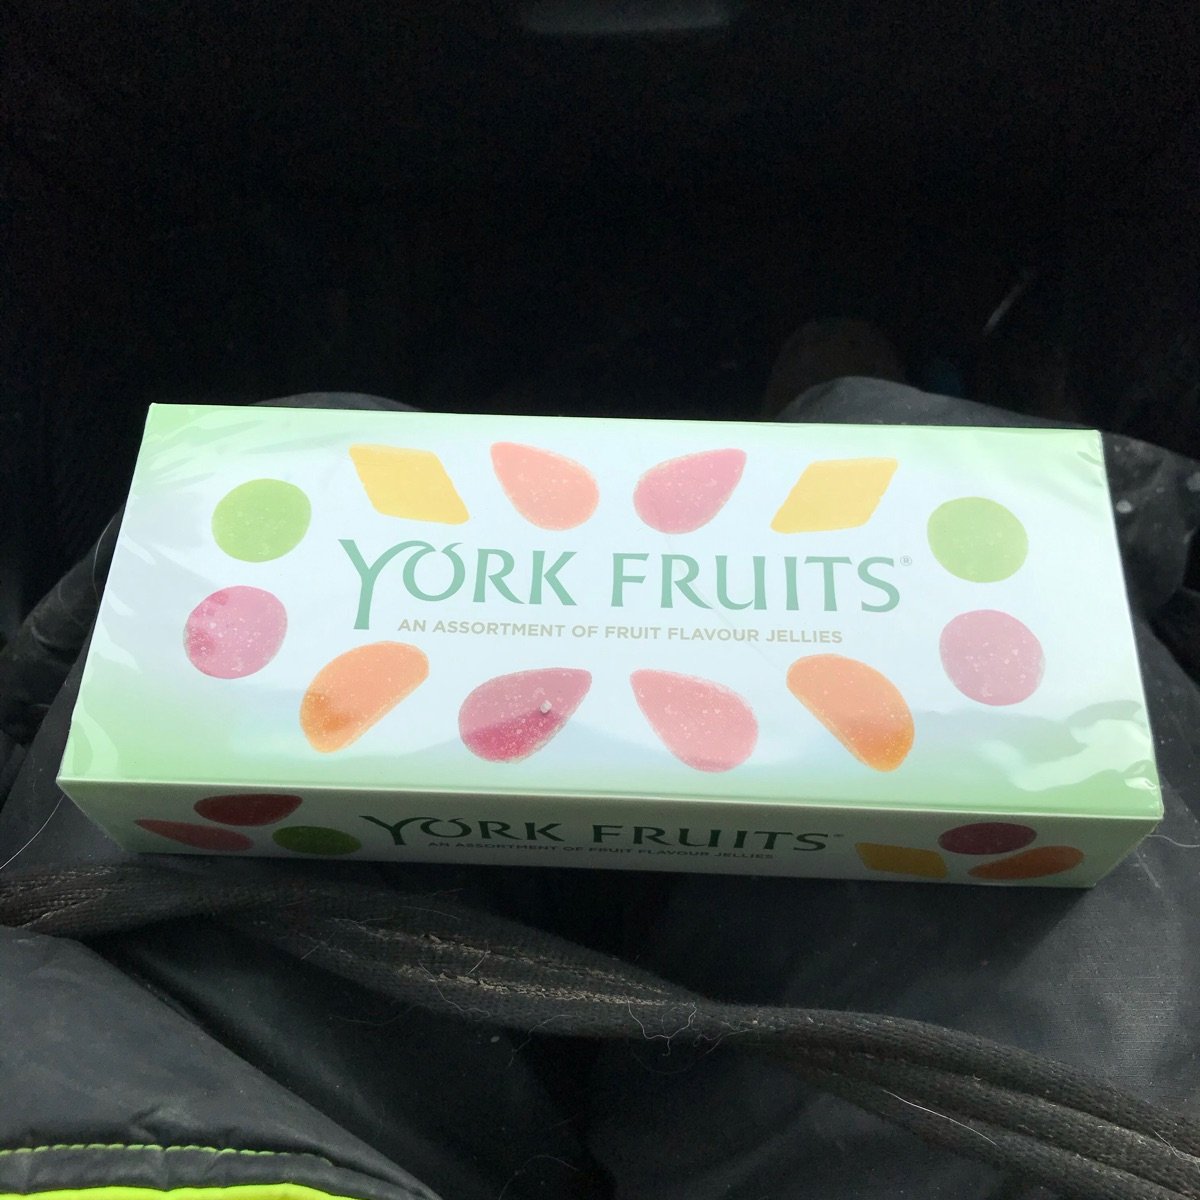 YORK FRUITS®
AN ASSORTMENT OF FRUIT FLAVOUR JELLIES
YORK FRUITS®
AN ASSORTMENT OF FRUIT FLAVOUR JELLIES